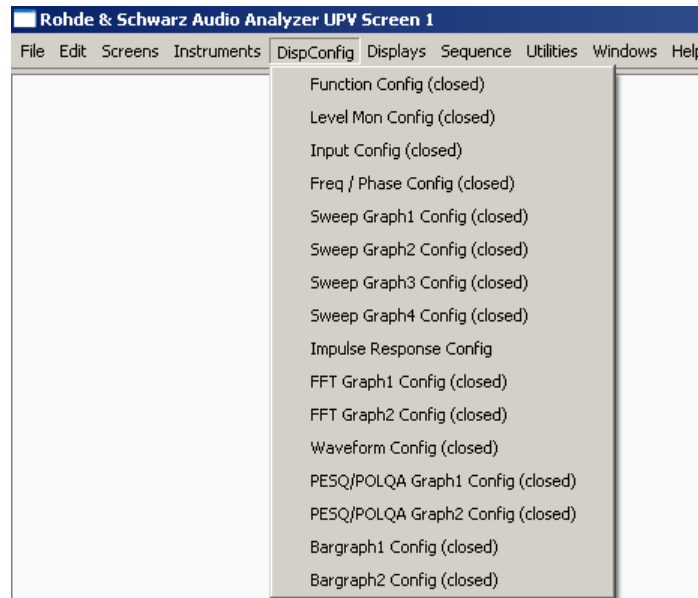 Rohde & Schwarz Audio Analyzer UPV Screen 1
File Edit Screens Instruments DispConfig Displays Sequence Utilities Windows Help
Function Config (closed)
Level Mon Config (closed)
Input Config (closed)
Freq / Phase Config (closed)
Sweep Graph1 Config (closed)
Sweep Graph2 Config (closed)
Sweep Graph3 Config (closed)
Sweep Graph4 Config (closed)
Impulse Response Config
FFT Graph1 Config (closed)
FFT Graph2 Config (closed)
Waveform Config (closed)
PESQ/POLQA Graph1 Config (closed)
PESQ/POLQA Graph2 Config (closed)
Bargraph1 Config (closed)
Bargraph2 Config (closed)